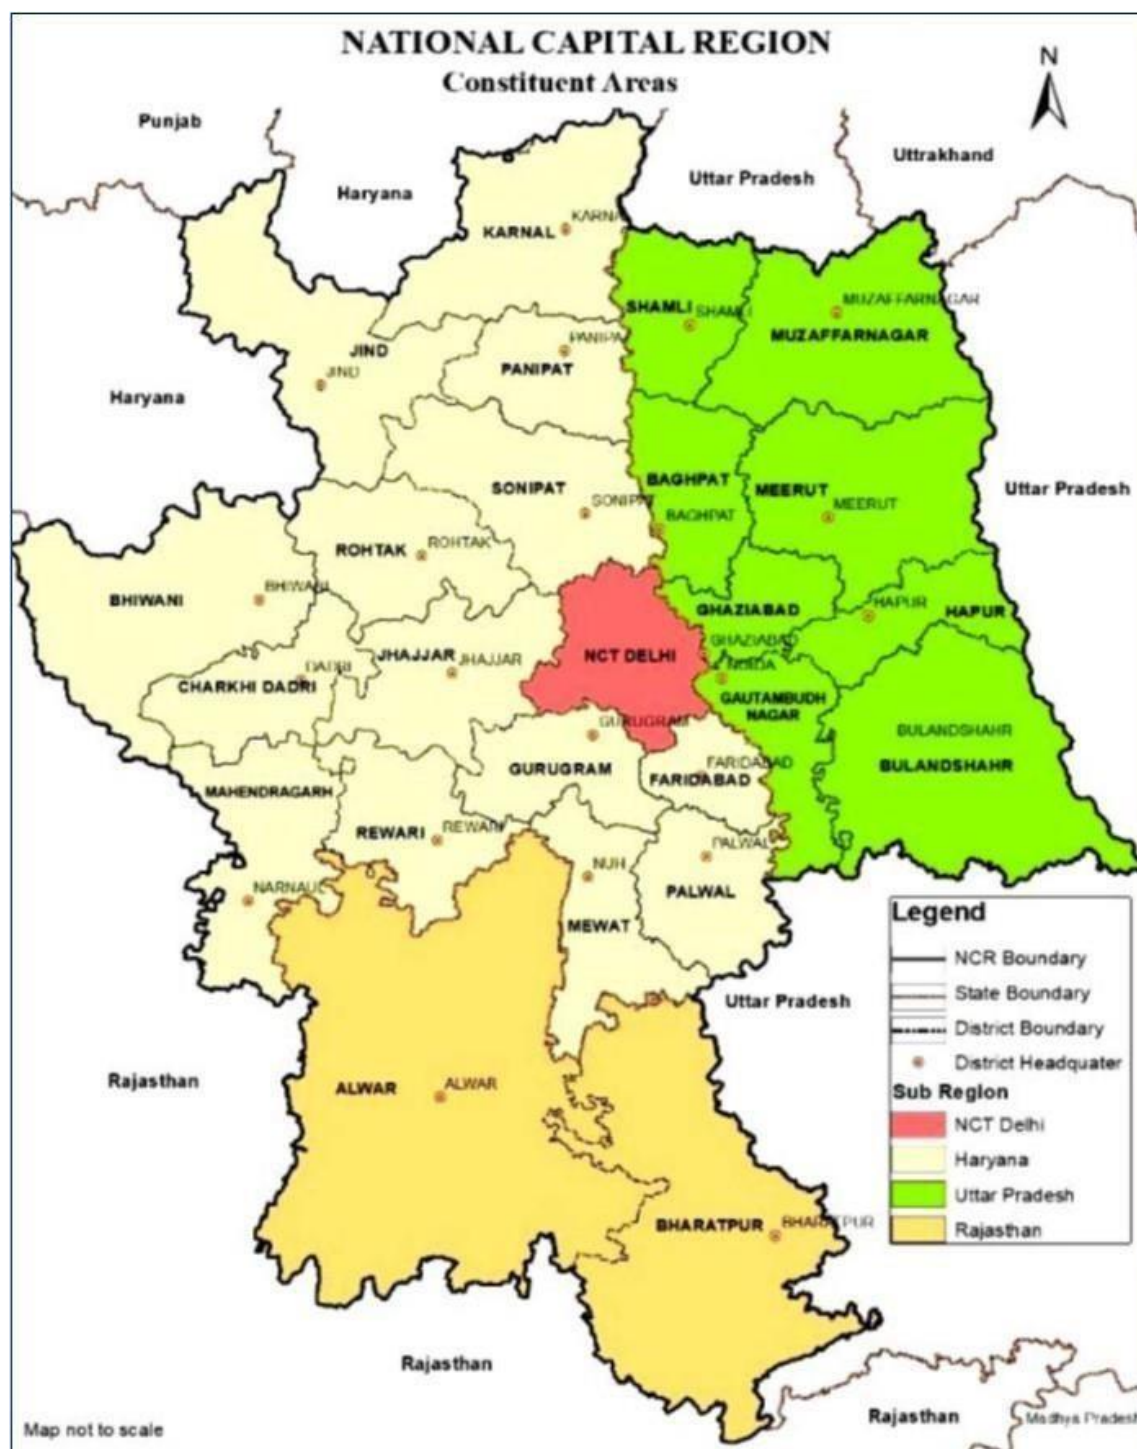 NATIONAL CAPITAL REGION
Constituent Areas
N
Punjab
Haryana
Uttar Pradesh
Uttrakhand
KARNAL
KARNA
SHAMLI
SHAMLI
MUZAFFARNAGAR
MUZAFFARNAGAR
JIND
JIND
PANIPA
PANIPAT
Haryana
SONIPAT
SONIPAT
BAGHPAT
BAGHPAT
MEERUT
MEERUT
Uttar Pradesh
ROHTAK
ROHTAK
BHIWANI
BHIWANI
GHAZIABAD
GHAZIABAD
HAPUR
HAPUR
JHAJJAR
JHAJJAR
NCT DELHI
DADRI
CHARKHI DADRI
NOIDA
GAUTAMBUDH
NAGAR
GURUGRAM
GURUGRAM
BULANDSHAHR
BULANDSHAHR
FARIDABAD
FARIDABAD
MAHENDRAGARH
REWARI
REWARI
NUH
PALWAL
PALWAL
NARNAUL
MEWAT
Uttar Pradesh
Rajasthan
ALWAR
ALWAR
BHARATPUR
BHARATPUR
Legend
NCR Boundary
State Boundary
District Boundary
District Headquater
Sub Region
NCT Delhi
Haryana
Uttar Pradesh
Rajasthan
Rajasthan
Rajasthan
Madhya Pradesh
Map not to scale